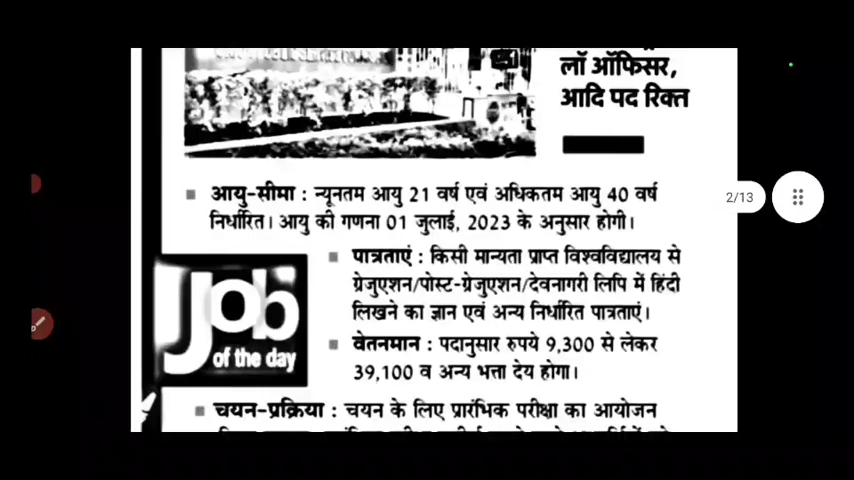 लॉ ऑफिसर,
आदि पद रिक्त
आयु-सीमा : न्यूनतम आयु 21 वर्ष एवं अधिकतम आयु 40 वर्ष
निर्धारित। आयु की गणना 01 जुलाई, 2023 के अनुसार होगी।
2/13
पात्रताएं : किसी मान्यता प्राप्त विश्वविद्यालय से
ग्रेजुएशन/पोस्ट-ग्रेजुएशन/देवनागरी लिपि में हिंदी
लिखने का ज्ञान एवं अन्य निर्धारित पात्रताएं।
Job
of the day
वेतनमान : पदानुसार रुपये 9,300 से लेकर
39,100 व अन्य भत्ता देय होगा।
चयन-प्रक्रिया : चयन के लिए प्रारंभिक परीक्षा का आयोजन